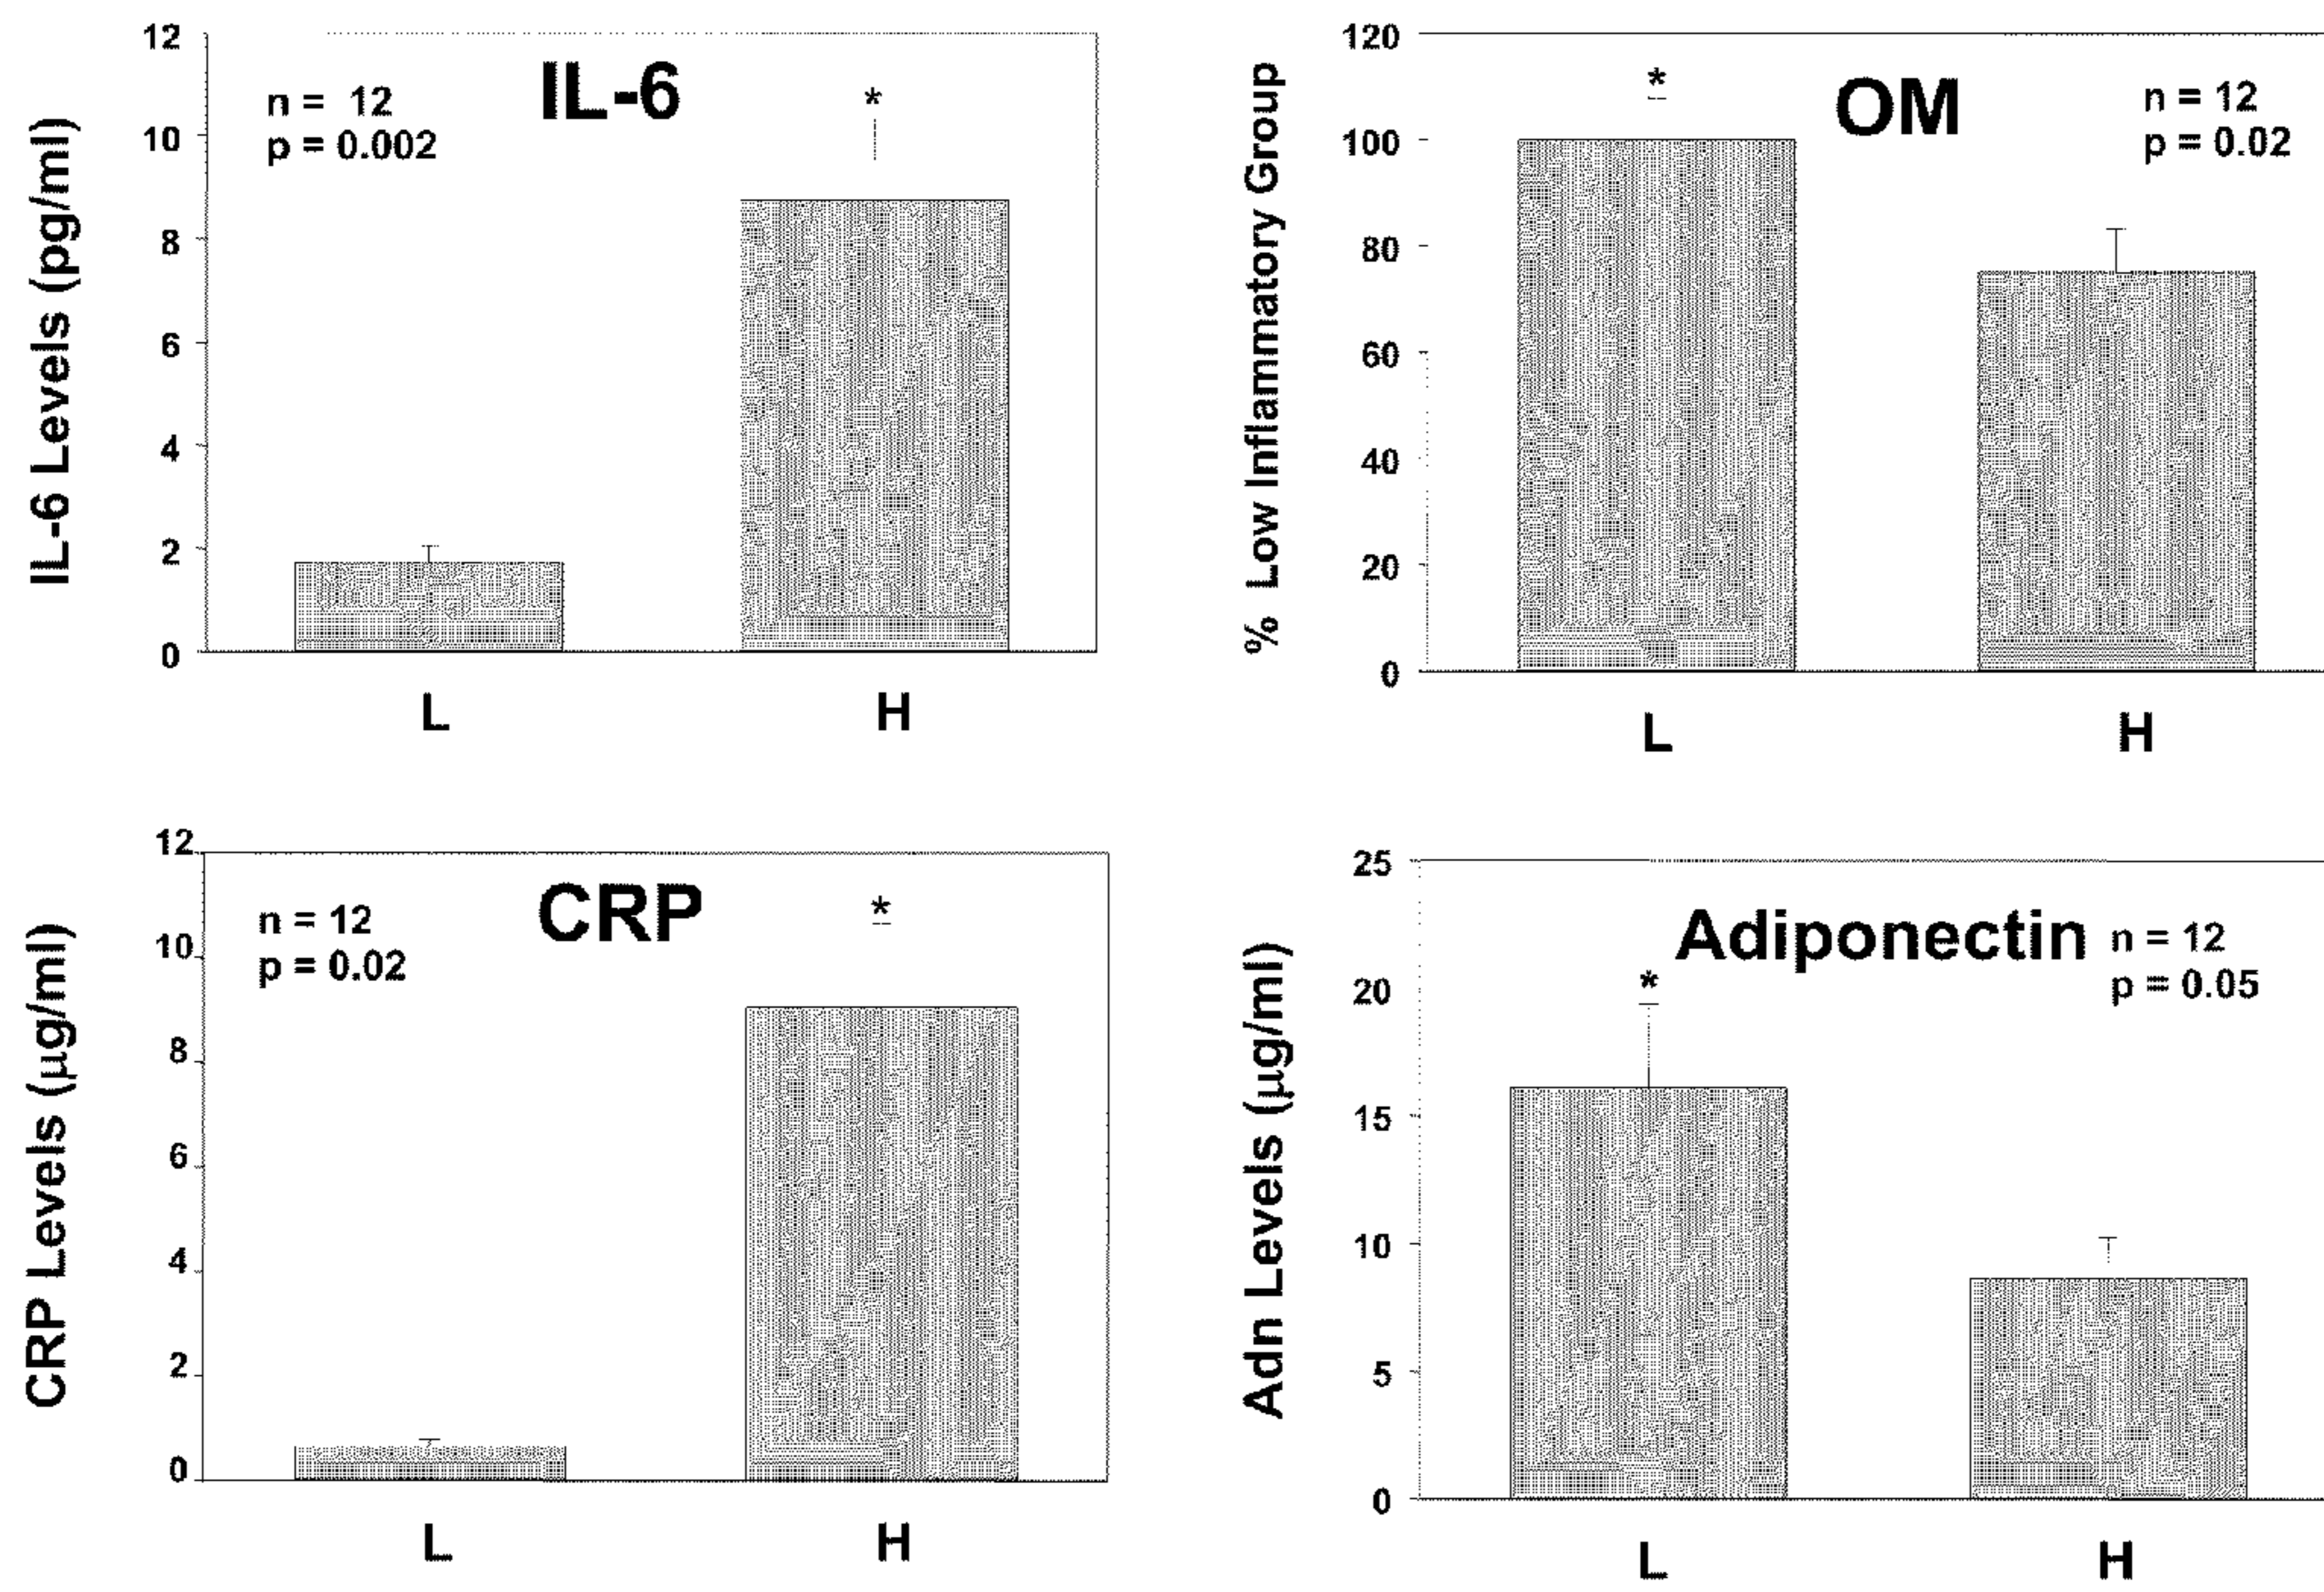 IL-6 Levels (pg/ml)
12
10
8
6
4
2
0
n = 12
p = 0.002
IL-6
*
L
H
% Low Inflammatory Group
120
100
80
60
40
20
0
*
OM
n = 12
p = 0.02
L
H
CRP Levels (µg/ml)
12
10
8
6
4
2
0
n = 12
p = 0.02
CRP
*
L
H
Adn Levels (µg/ml)
25
20
15
10
5
0
*
Adiponectin
n = 12
p = 0.05
L
H